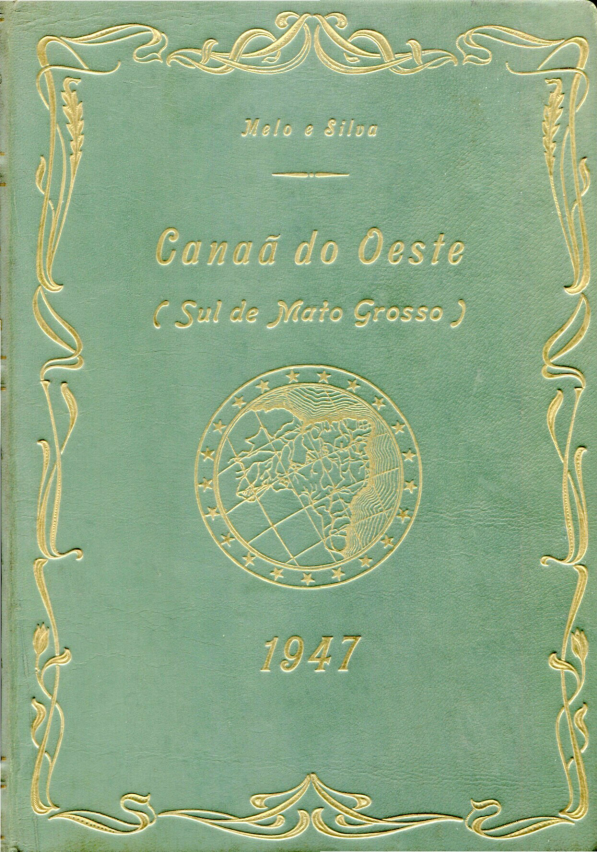 Melo e Silva
Canaã do Oeste
( Sul de Mato Grosso )
1947